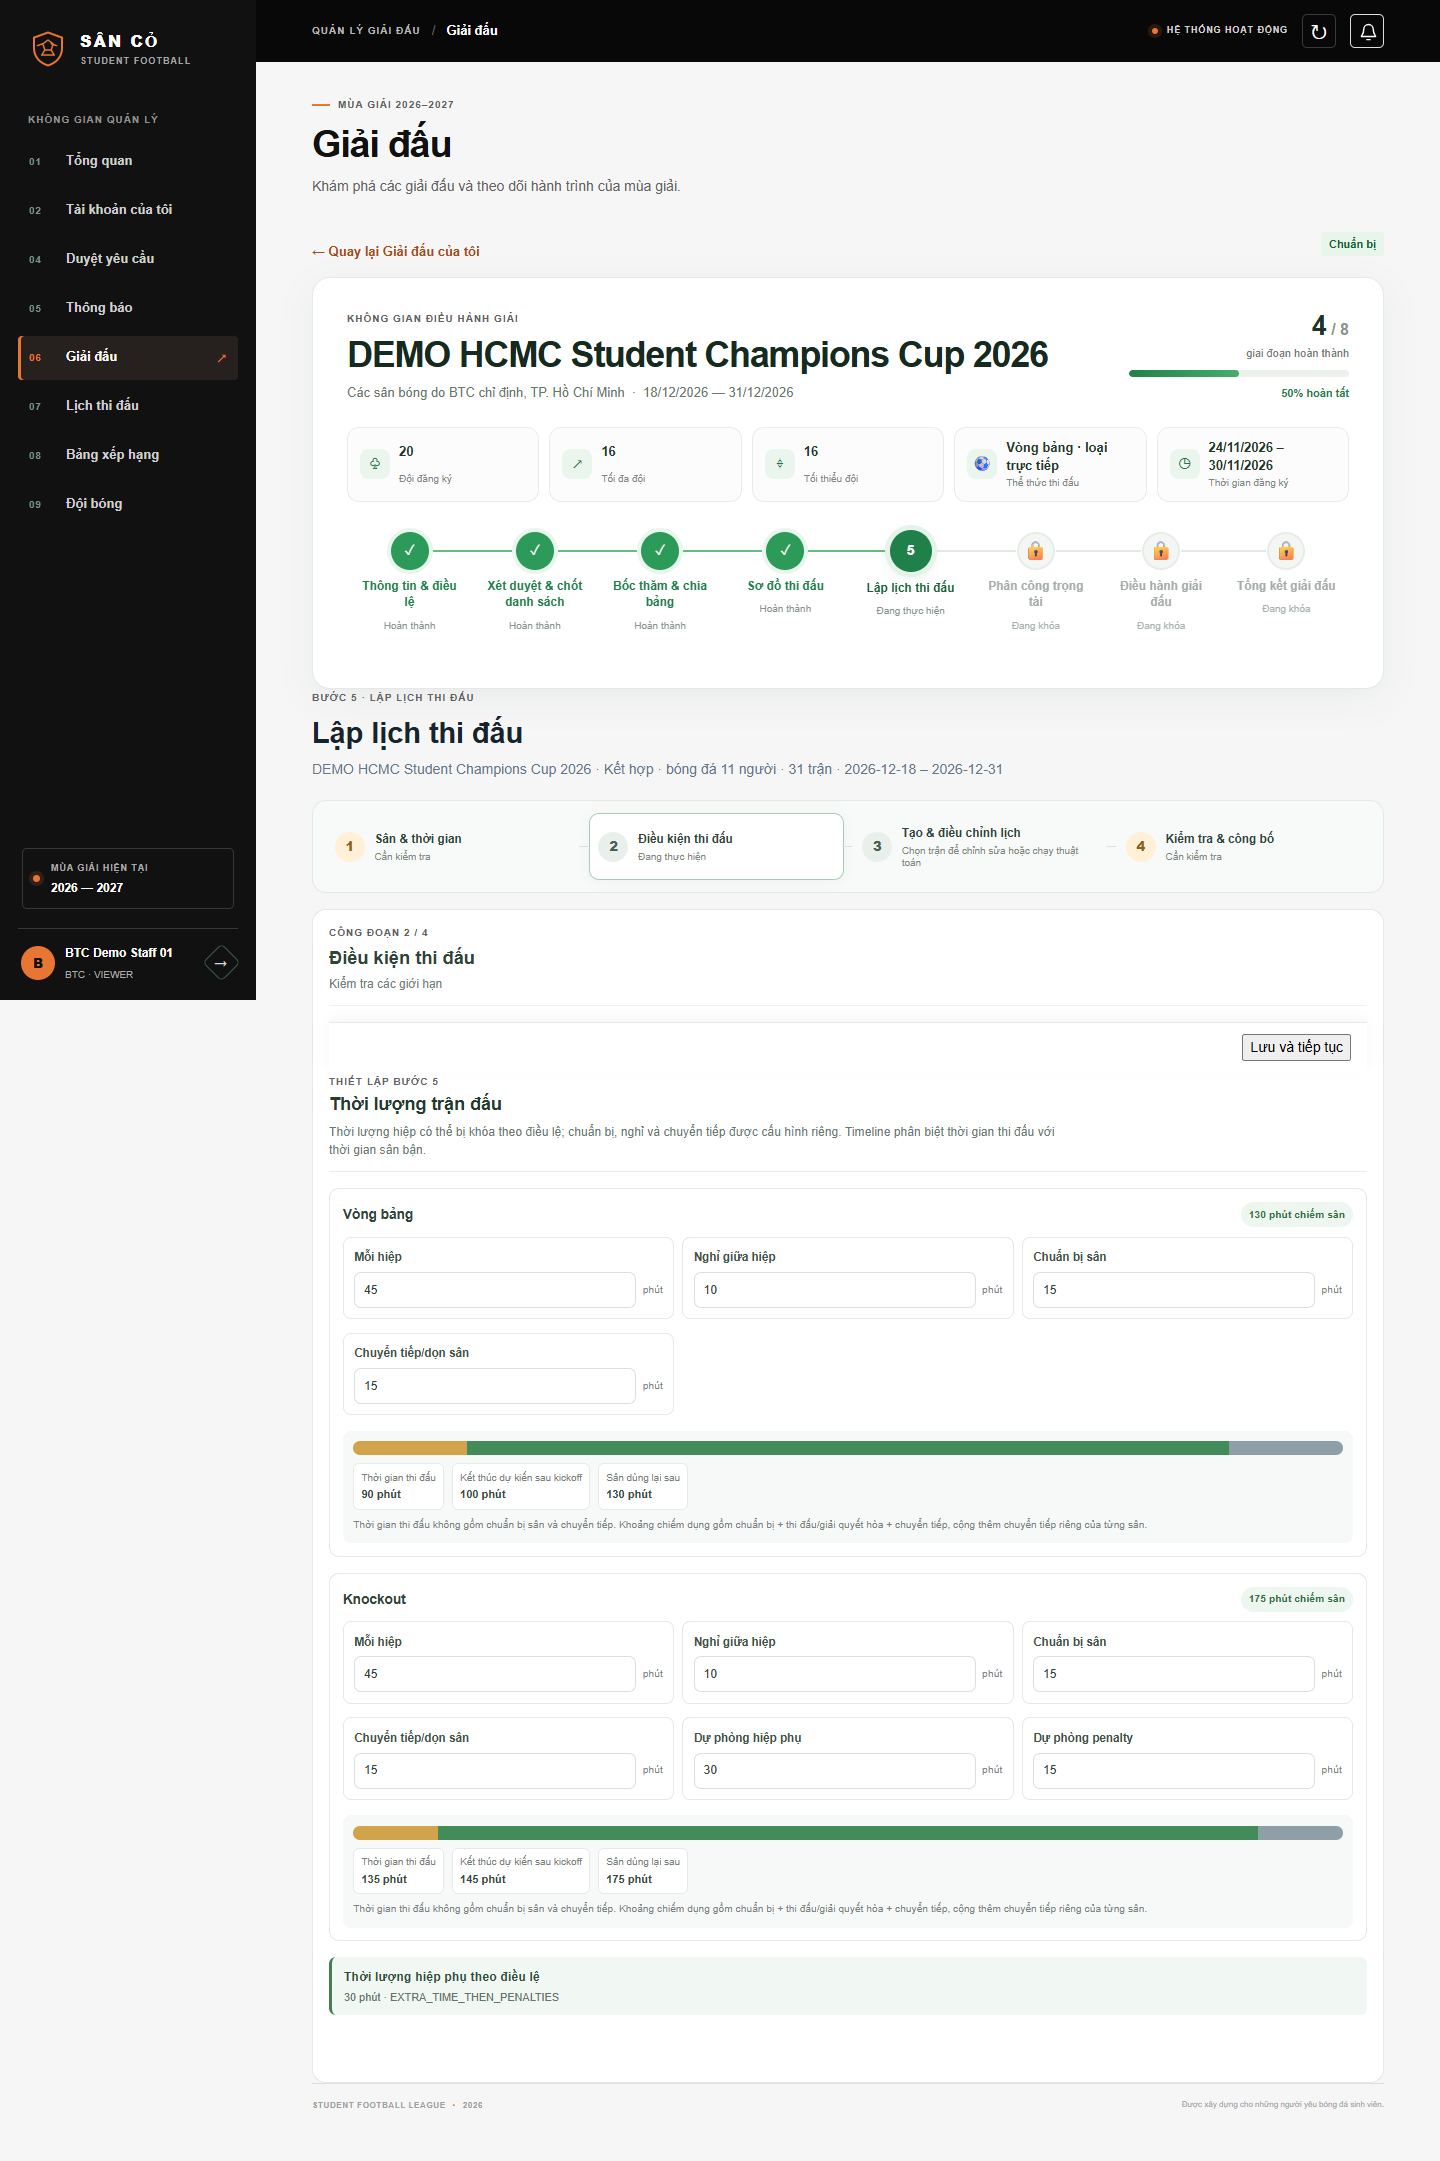 SÂN CỎ
STUDENT FOOTBALL
KHÔNG GIAN QUẢN LÝ
01 Tổng quan
02 Tài khoản của tôi
04 Duyệt yêu cầu
05 Thông báo
06 Giải đấu ↗
07 Lịch thi đấu
08 Bảng xếp hạng
09 Đội bóng
MÙA GIẢI HIỆN TẠI
2026 — 2027
B
BTC Demo Staff 01
BTC · VIEWER
→
QUẢN LÝ GIẢI ĐẤU / Giải đấu
HỆ THỐNG HOẠT ĐỘNG
MÙA GIẢI 2026–2027
Giải đấu
Khám phá các giải đấu và theo dõi hành trình của mùa giải.
← Quay lại Giải đấu của tôi
Chuẩn bị
KHÔNG GIAN ĐIỀU HÀNH GIẢI
DEMO HCMC Student Champions Cup 2026
Các sân bóng do BTC chỉ định, TP. Hồ Chí Minh · 18/12/2026 — 31/12/2026
4 / 8
giai đoạn hoàn thành
50% hoàn tất
20
Đội đăng ký
16
Tối đa đội
16
Tối thiểu đội
Vòng bảng · loại
trực tiếp
Thể thức thi đấu
24/11/2026 –
30/11/2026
Thời gian đăng ký
✓
Thông tin & điều
lệ
Hoàn thành
✓
Xét duyệt & chốt
danh sách
Hoàn thành
✓
Bốc thăm & chia
bảng
Hoàn thành
✓
Sơ đồ thi đấu
Hoàn thành
5
Lập lịch thi đấu
Đang thực hiện
Phân công trọng
tài
Đang khóa
Điều hành giải
đấu
Đang khóa
Tổng kết giải đấu
Đang khóa
BƯỚC 5 · LẬP LỊCH THI ĐẤU
Lập lịch thi đấu
DEMO HCMC Student Champions Cup 2026 · Kết hợp · bóng đá 11 người · 31 trận · 2026-12-18 – 2026-12-31
1
Sân & thời gian
Cần kiểm tra
2
Điều kiện thi đấu
Đang thực hiện
3
Tạo & điều chỉnh lịch
Chọn trận để chỉnh sửa hoặc chạy thuật
toán
4
Kiểm tra & công bố
Cần kiểm tra
CÔNG ĐOẠN 2 / 4
Điều kiện thi đấu
Kiểm tra các giới hạn
Lưu và tiếp tục
THIẾT LẬP BƯỚC 5
Thời lượng trận đấu
Thời lượng hiệp có thể bị khóa theo điều lệ; chuẩn bị, nghỉ và chuyển tiếp được cấu hình riêng. Timeline phân biệt thời gian thi đấu với
thời gian sân bận.
Vòng bảng
130 phút chiếm sân
Mỗi hiệp
45 phút
Nghỉ giữa hiệp
10 phút
Chuẩn bị sân
15 phút
Chuyển tiếp/dọn sân
15 phút
Thời gian thi đấu
90 phút
Kết thúc dự kiến sau kickoff
100 phút
Sân dùng lại sau
130 phút
Thời gian thi đấu không gồm chuẩn bị sân và chuyển tiếp. Khoảng chiếm dụng gồm chuẩn bị + thi đấu/giải quyết hòa + chuyển tiếp, cộng thêm chuyển tiếp riêng của từng sân.
Knockout
175 phút chiếm sân
Mỗi hiệp
45 phút
Nghỉ giữa hiệp
10 phút
Chuẩn bị sân
15 phút
Chuyển tiếp/dọn sân
15 phút
Dự phòng hiệp phụ
30 phút
Dự phòng penalty
15 phút
Thời gian thi đấu
135 phút
Kết thúc dự kiến sau kickoff
145 phút
Sân dùng lại sau
175 phút
Thời gian thi đấu không gồm chuẩn bị sân và chuyển tiếp. Khoảng chiếm dụng gồm chuẩn bị + thi đấu/giải quyết hòa + chuyển tiếp, cộng thêm chuyển tiếp riêng của từng sân.
Thời lượng hiệp phụ theo điều lệ
30 phút · EXTRA_TIME_THEN_PENALTIES
STUDENT FOOTBALL LEAGUE · 2026
Được xây dựng cho những người yêu bóng đá sinh viên.